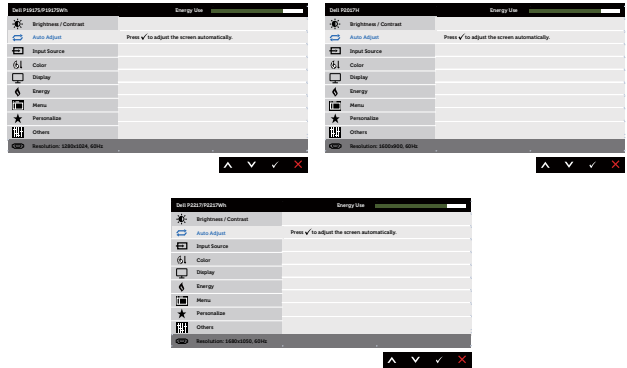 Dell P1917S/P1917SWh Energy Use
Brightness / Contrast
Auto Adjust Press ✓ to adjust the screen automatically.
Input Source
Color
Display
Energy
Menu
Personalize
Others
Resolution: 1280x1024, 60Hz
Dell P2017H Energy Use
Brightness / Contrast
Auto Adjust Press ✓ to adjust the screen automatically.
Input Source
Color
Display
Energy
Menu
Personalize
Others
Resolution: 1600x900, 60Hz
Dell P2217/P2217Wh Energy Use
Brightness / Contrast
Auto Adjust Press ✓ to adjust the screen automatically.
Input Source
Color
Display
Energy
Menu
Personalize
Others
Resolution: 1680x1050, 60Hz